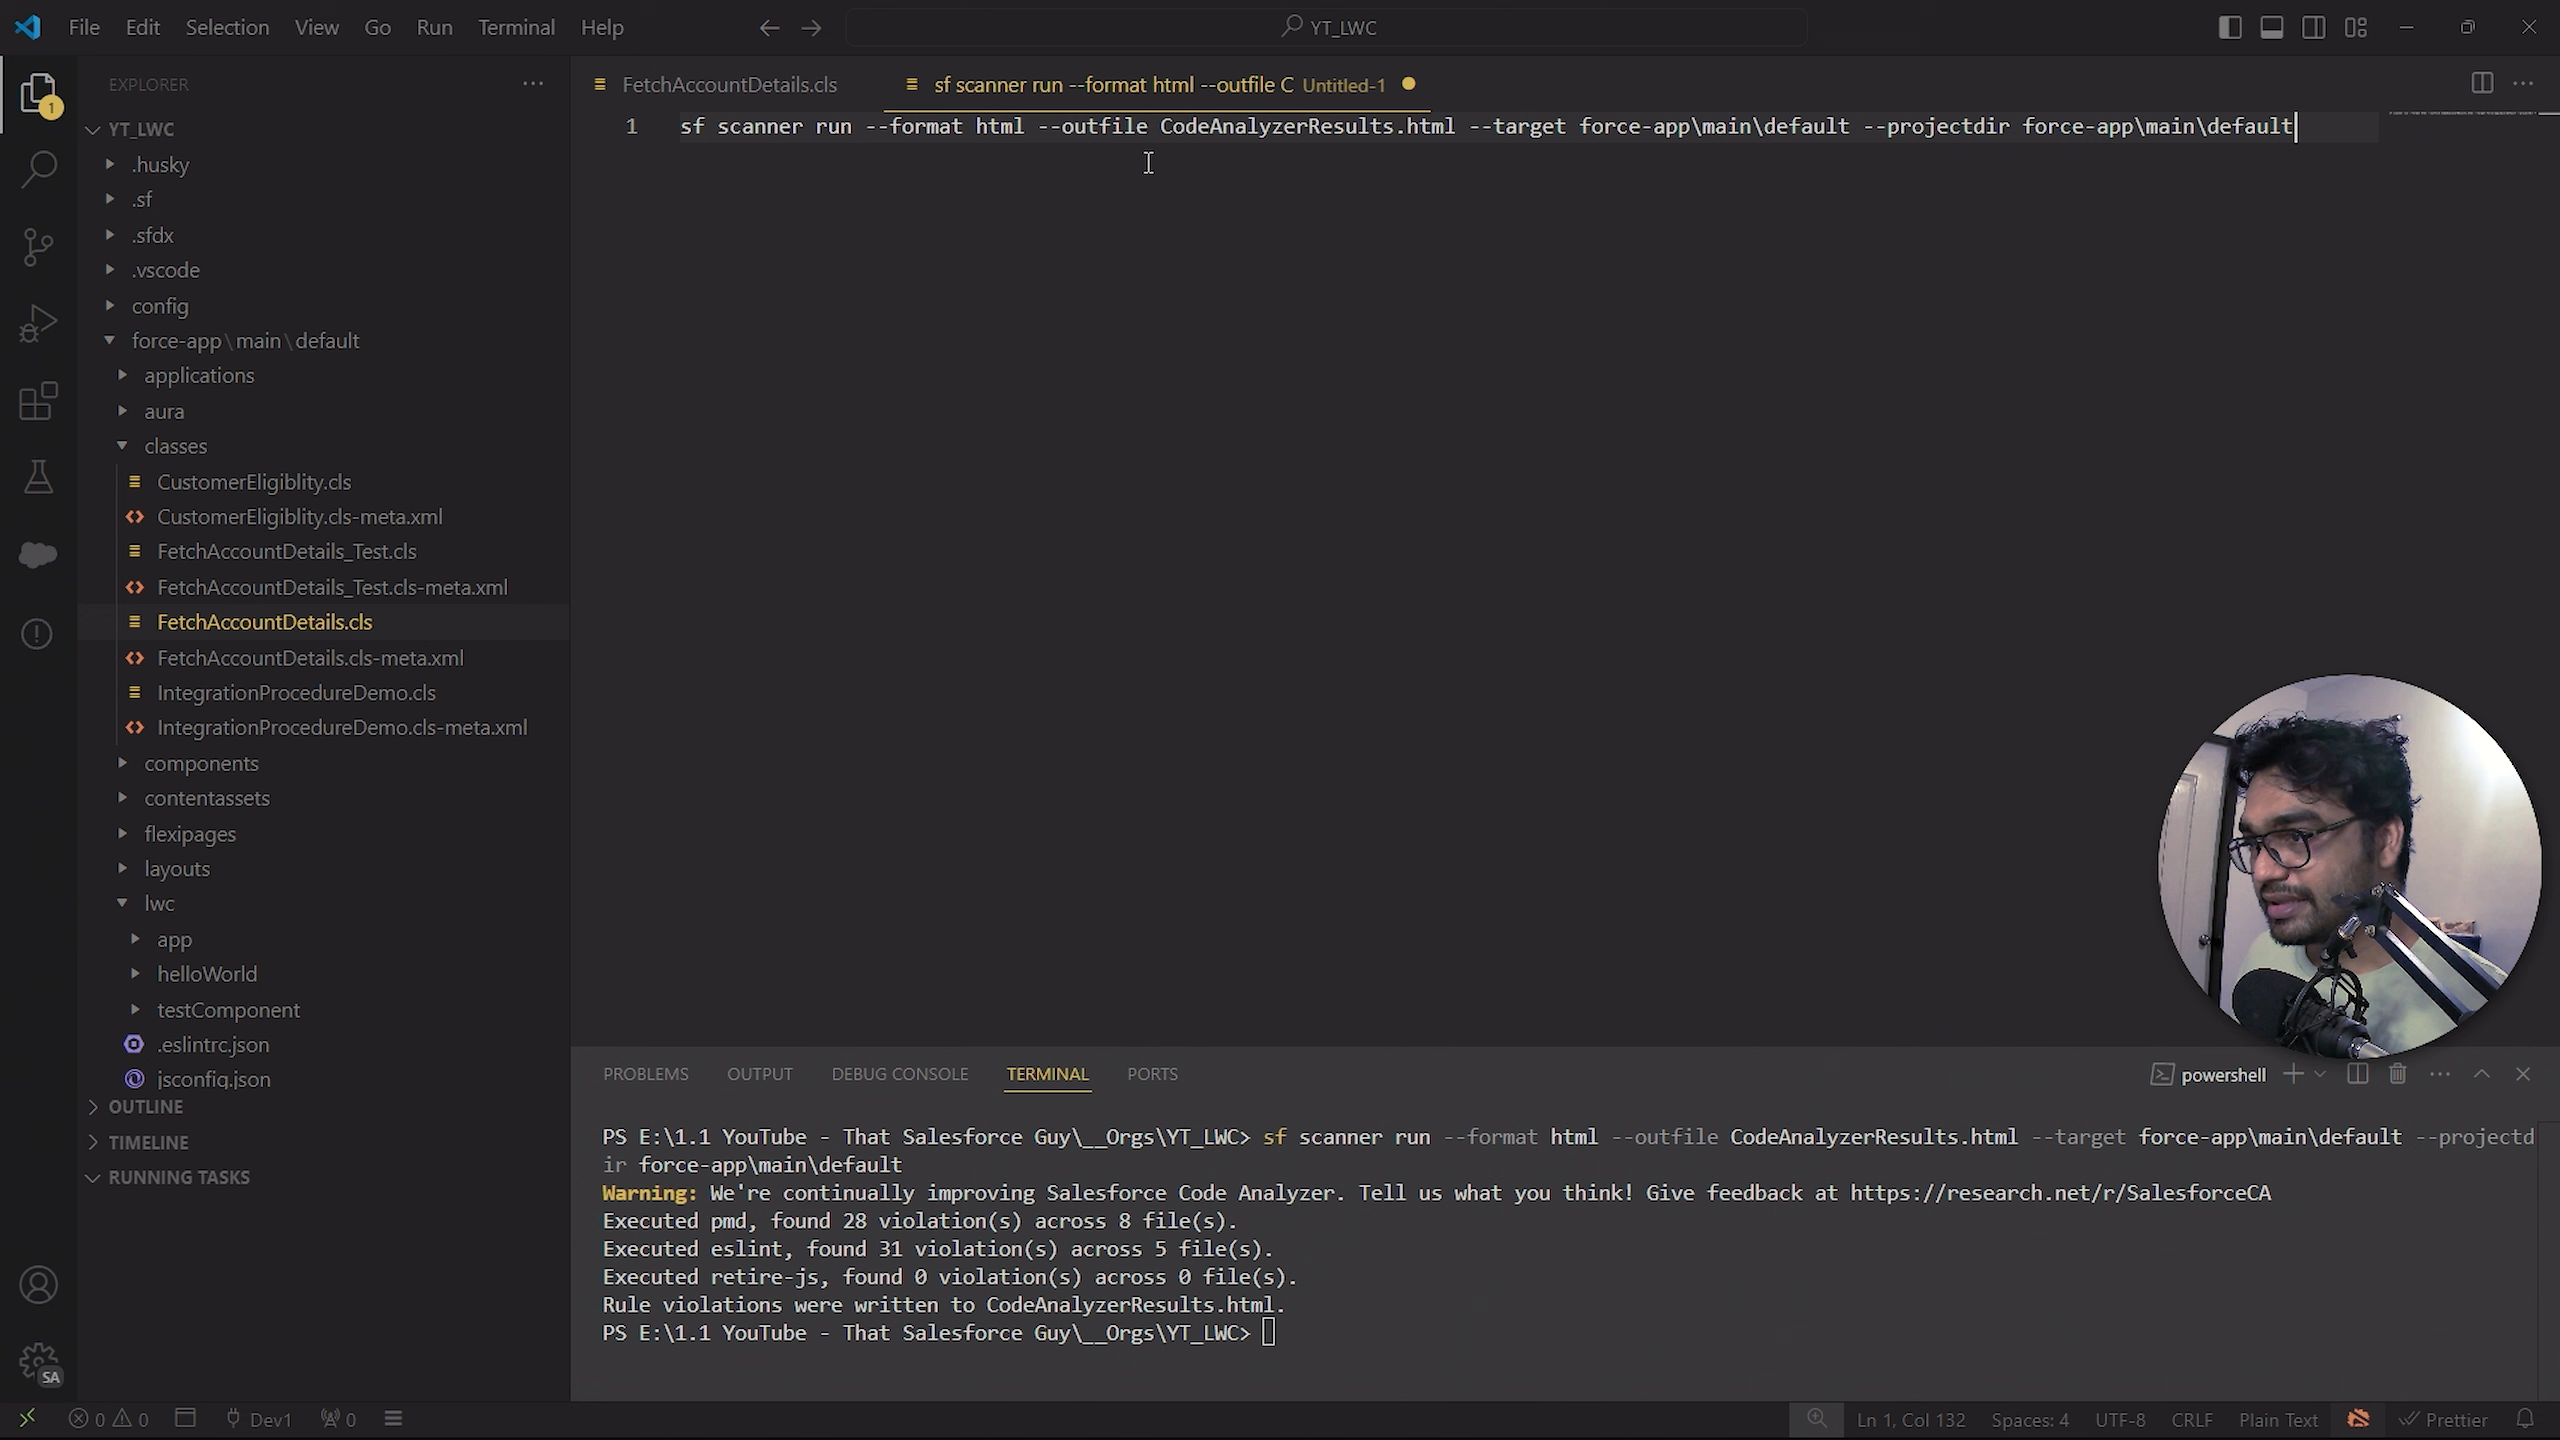 File Edit Selection View Go Run Terminal Help
YT_LWC
EXPLORER
1
YT_LWC
.husky
.sf
.sfdx
.vscode
config
force-app\main\default
applications
aura
classes
CustomerEligiblity.cls
CustomerEligiblity.cls-meta.xml
FetchAccountDetails_Test.cls
FetchAccountDetails_Test.cls-meta.xml
FetchAccountDetails.cls
FetchAccountDetails.cls-meta.xml
IntegrationProcedureDemo.cls
IntegrationProcedureDemo.cls-meta.xml
components
contentassets
flexipages
layouts
lwc
app
helloWorld
testComponent
.eslintrc.json
jsconfig.json
OUTLINE
TIMELINE
RUNNING TASKS
SA
FetchAccountDetails.cls
sf scanner run --format html --outfile C Untitled-1
1 sf scanner run --format html --outfile CodeAnalyzerResults.html --target force-app\main\default --projectdir force-app\main\default
PROBLEMS OUTPUT DEBUG CONSOLE TERMINAL PORTS
powershell
PS E:\1.1 YouTube - That Salesforce Guy\__Orgs\YT_LWC> sf scanner run --format html --outfile CodeAnalyzerResults.html --target force-app\main\default --projectd
ir force-app\main\default
Warning: We're continually improving Salesforce Code Analyzer. Tell us what you think! Give feedback at https://research.net/r/SalesforceCA
Executed pmd, found 28 violation(s) across 8 file(s).
Executed eslint, found 31 violation(s) across 5 file(s).
Executed retire-js, found 0 violation(s) across 0 file(s).
Rule violations were written to CodeAnalyzerResults.html.
PS E:\1.1 YouTube - That Salesforce Guy\__Orgs\YT_LWC>
0 0 Dev1 0
Ln 1, Col 132 Spaces: 4 UTF-8 CRLF Plain Text Prettier